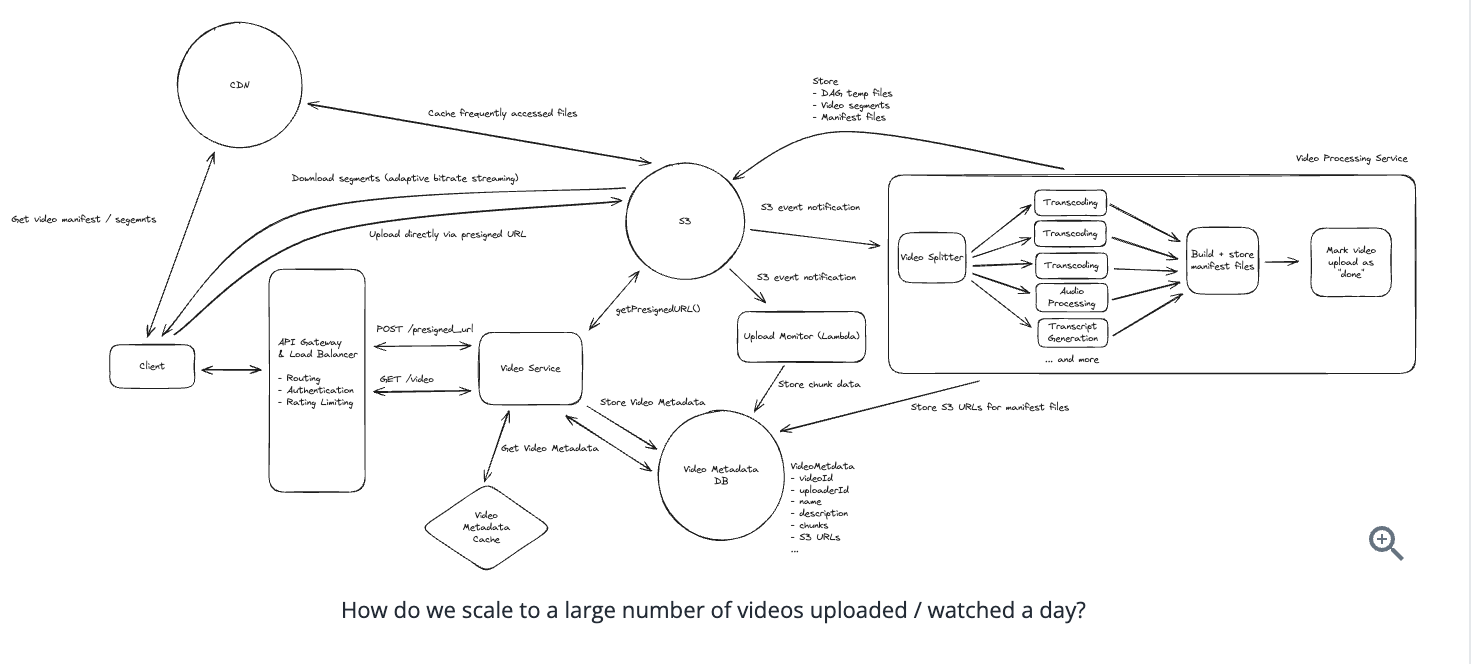 CDN
Cache frequently accessed files
Store
- DAG temp files
- Video segments
- Manifest files
Video Processing Service
Download segments (adaptive bitrate streaming)
Get video manifest / segemnts
Upload directly via presigned URL
S3
S3 event notification
Video Splitter
Transcoding
Transcoding
Transcoding
Audio
Processing
Transcript
Generation
... and more
Build + store
manifest files
Mark video
upload as
"done"
S3 event notification
getPresignedURL()
Upload Monitor (Lambda)
Client
API Gateway
& Load Balancer
- Routing
- Authentication
- Rating Limiting
POST /presigned_url
GET /video
Video Service
Store chunk data
Store Video Metadata
Store S3 URLs for manifest files
Get Video Metadata
Video Metadata
DB
VideoMetdata
- videoId
- uploaderId
- name
- description
- chunks
- S3 URLs
...
Video
Metadata
Cache
How do we scale to a large number of videos uploaded / watched a day?